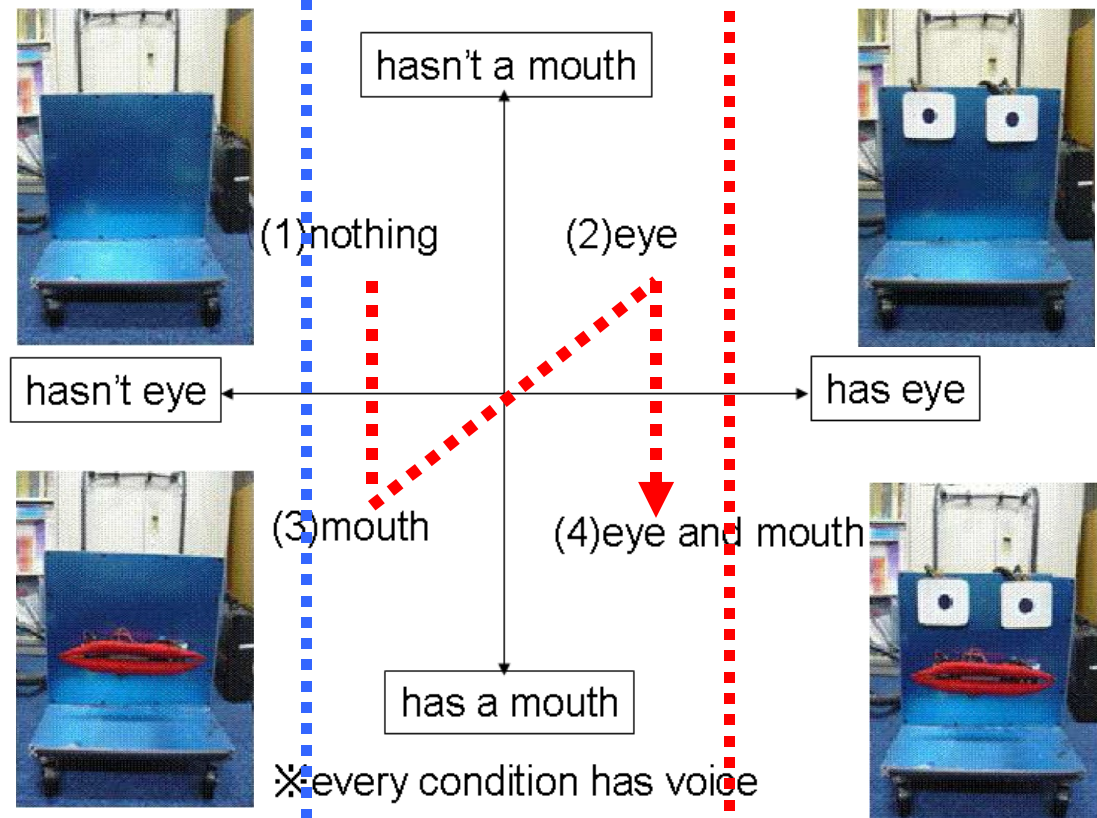 hasn't a mouth
(1)nothing
(2)eye
hasn't eye
has eye
(3)mouth
(4)eye and mouth
has a mouth
※every condition has voice